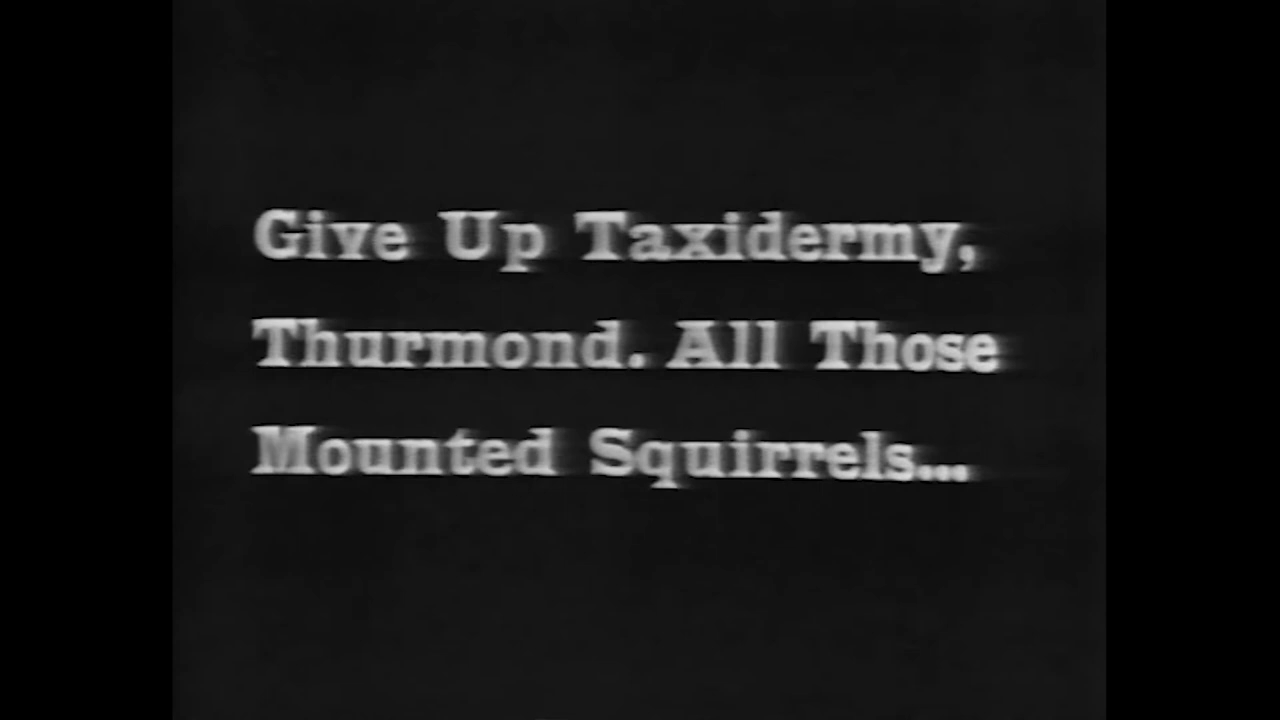 Give Up Taxidermy,
Thurmond. All Those
Mounted Squirrels...